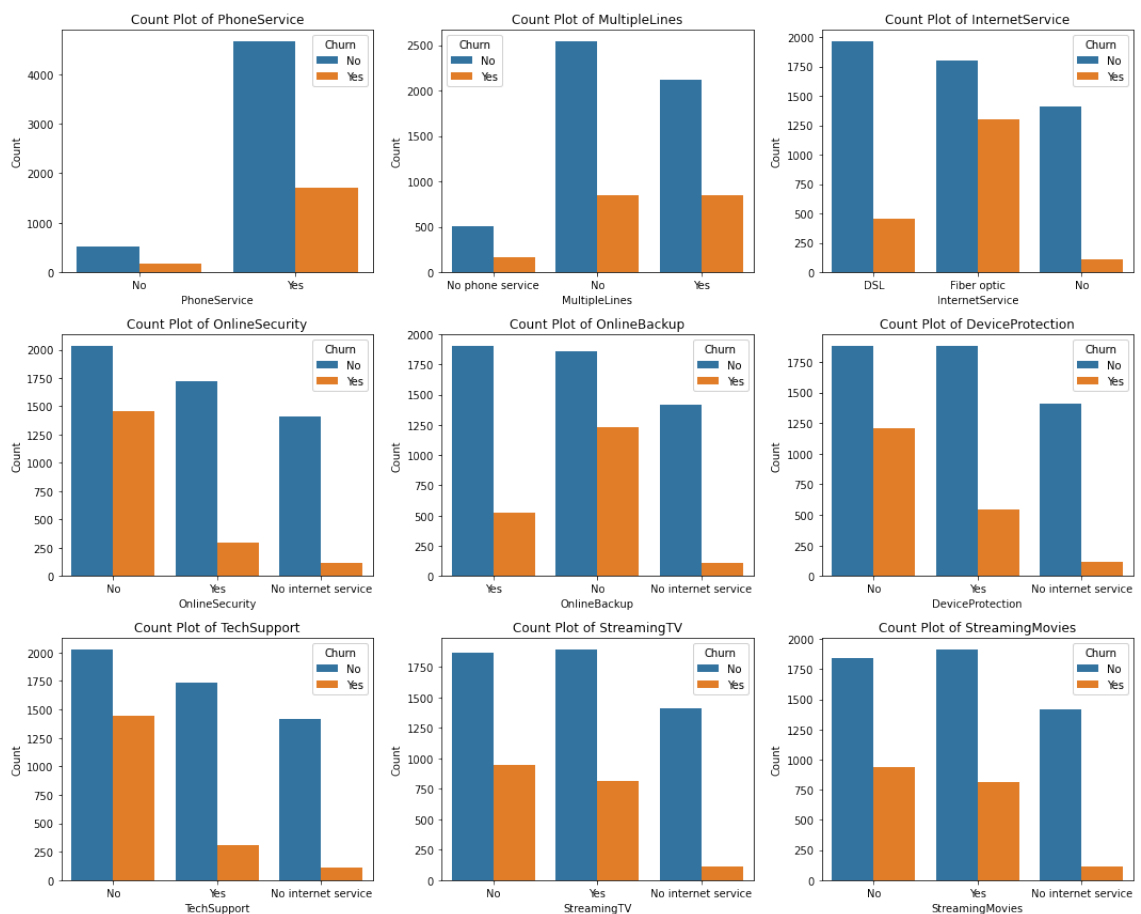 Count Plot of PhoneService
Count
4000
3000
2000
1000
0
Churn
No
Yes
No Yes
PhoneService
Count Plot of MultipleLines
Count
2500
2000
1500
1000
500
0
Churn
No
Yes
No phone service No Yes
MultipleLines
Count Plot of InternetService
Count
2000
1750
1500
1250
1000
750
500
250
0
Churn
No
Yes
DSL Fiber optic No
InternetService
Count Plot of OnlineSecurity
Count
2000
1750
1500
1250
1000
750
500
250
0
Churn
No
Yes
No Yes No internet service
OnlineSecurity
Count Plot of OnlineBackup
Count
2000
1750
1500
1250
1000
750
500
250
0
Churn
No
Yes
Yes No No internet service
OnlineBackup
Count Plot of DeviceProtection
Count
1750
1500
1250
1000
750
500
250
0
Churn
No
Yes
No Yes No internet service
DeviceProtection
Count Plot of TechSupport
Count
2000
1750
1500
1250
1000
750
500
250
0
Churn
No
Yes
No Yes No internet service
TechSupport
Count Plot of StreamingTV
Count
1750
1500
1250
1000
750
500
250
0
Churn
No
Yes
No Yes No internet service
StreamingTV
Count Plot of StreamingMovies
Count
2000
1750
1500
1250
1000
750
500
250
0
Churn
No
Yes
No Yes No internet service
StreamingMovies